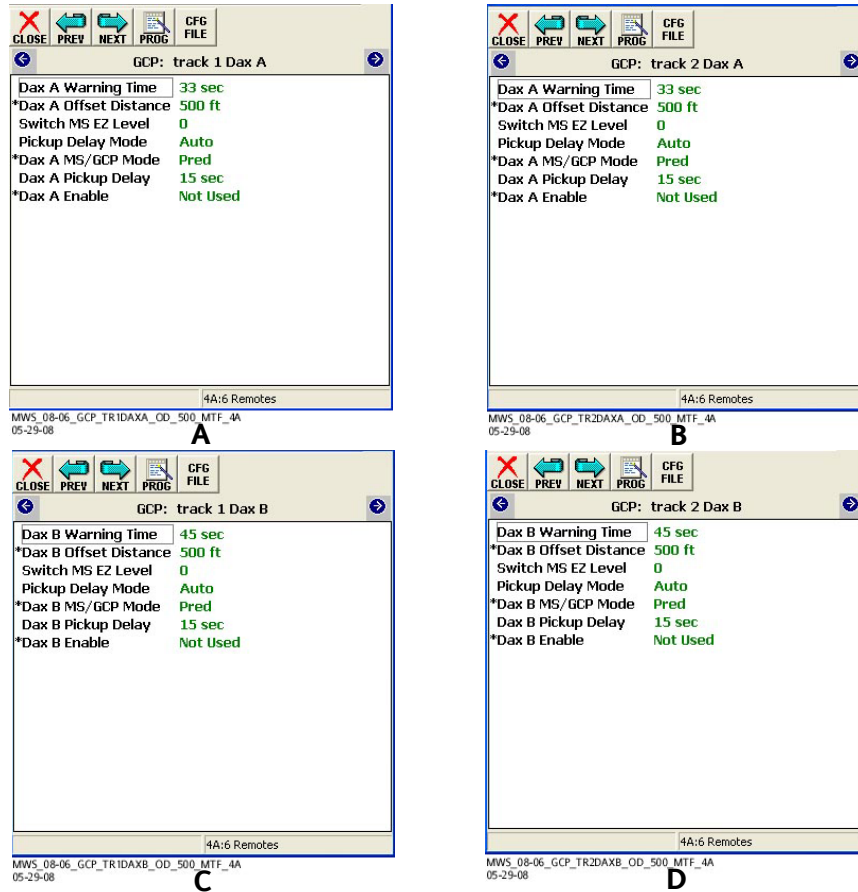 CLOSE PREV NEXT PROG CFG FILE
GCP: track 1 Dax A
Dax A Warning Time 33 sec
*Dax A Offset Distance 500 ft
Switch MS EZ Level 0
Pickup Delay Mode Auto
*Dax A MS/GCP Mode Pred
Dax A Pickup Delay 15 sec
*Dax A Enable Not Used
4A:6 Remotes
MWS_08-06_GCP_TR1DAXA_OD_500_MTF_4A
05-29-08
A
CLOSE PREV NEXT PROG CFG FILE
GCP: track 2 Dax A
Dax A Warning Time 33 sec
*Dax A Offset Distance 500 ft
Switch MS EZ Level 0
Pickup Delay Mode Auto
*Dax A MS/GCP Mode Pred
Dax A Pickup Delay 15 sec
*Dax A Enable Not Used
4A:6 Remotes
MWS_08-06_GCP_TR2DAXA_OD_500_MTF_4A
05-29-08
B
CLOSE PREV NEXT PROG CFG FILE
GCP: track 1 Dax B
Dax B Warning Time 45 sec
*Dax B Offset Distance 500 ft
Switch MS EZ Level 0
Pickup Delay Mode Auto
*Dax B MS/GCP Mode Pred
Dax B Pickup Delay 15 sec
*Dax B Enable Not Used
4A:6 Remotes
MWS_08-06_GCP_TR1DAXB_OD_500_MTF_4A
05-29-08
C
CLOSE PREV NEXT PROG CFG FILE
GCP: track 2 Dax B
Dax B Warning Time 45 sec
*Dax B Offset Distance 500 ft
Switch MS EZ Level 0
Pickup Delay Mode Auto
*Dax B MS/GCP Mode Pred
Dax B Pickup Delay 15 sec
*Dax B Enable Not Used
4A:6 Remotes
MWS_08-06_GCP_TR2DAXB_OD_500_MTF_4A
05-29-08
D